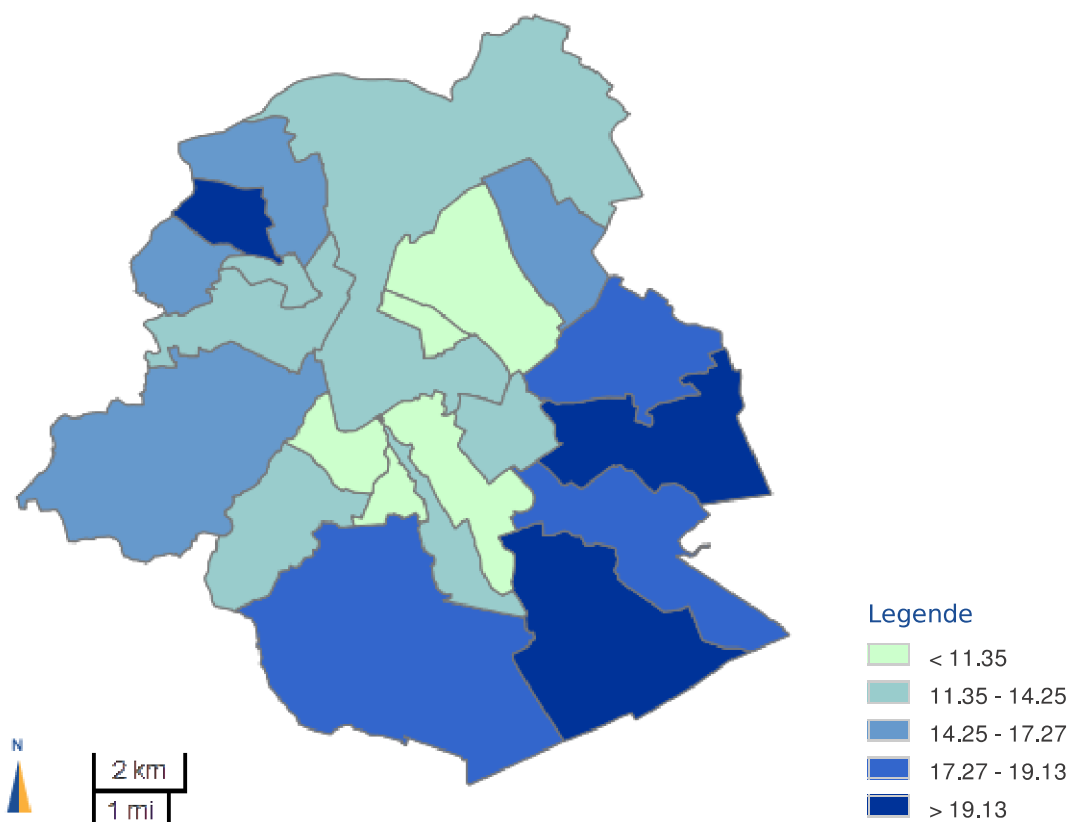 Legende
< 11.35
11.35 - 14.25
14.25 - 17.27
17.27 - 19.13
> 19.13
N
2 km
1 mi